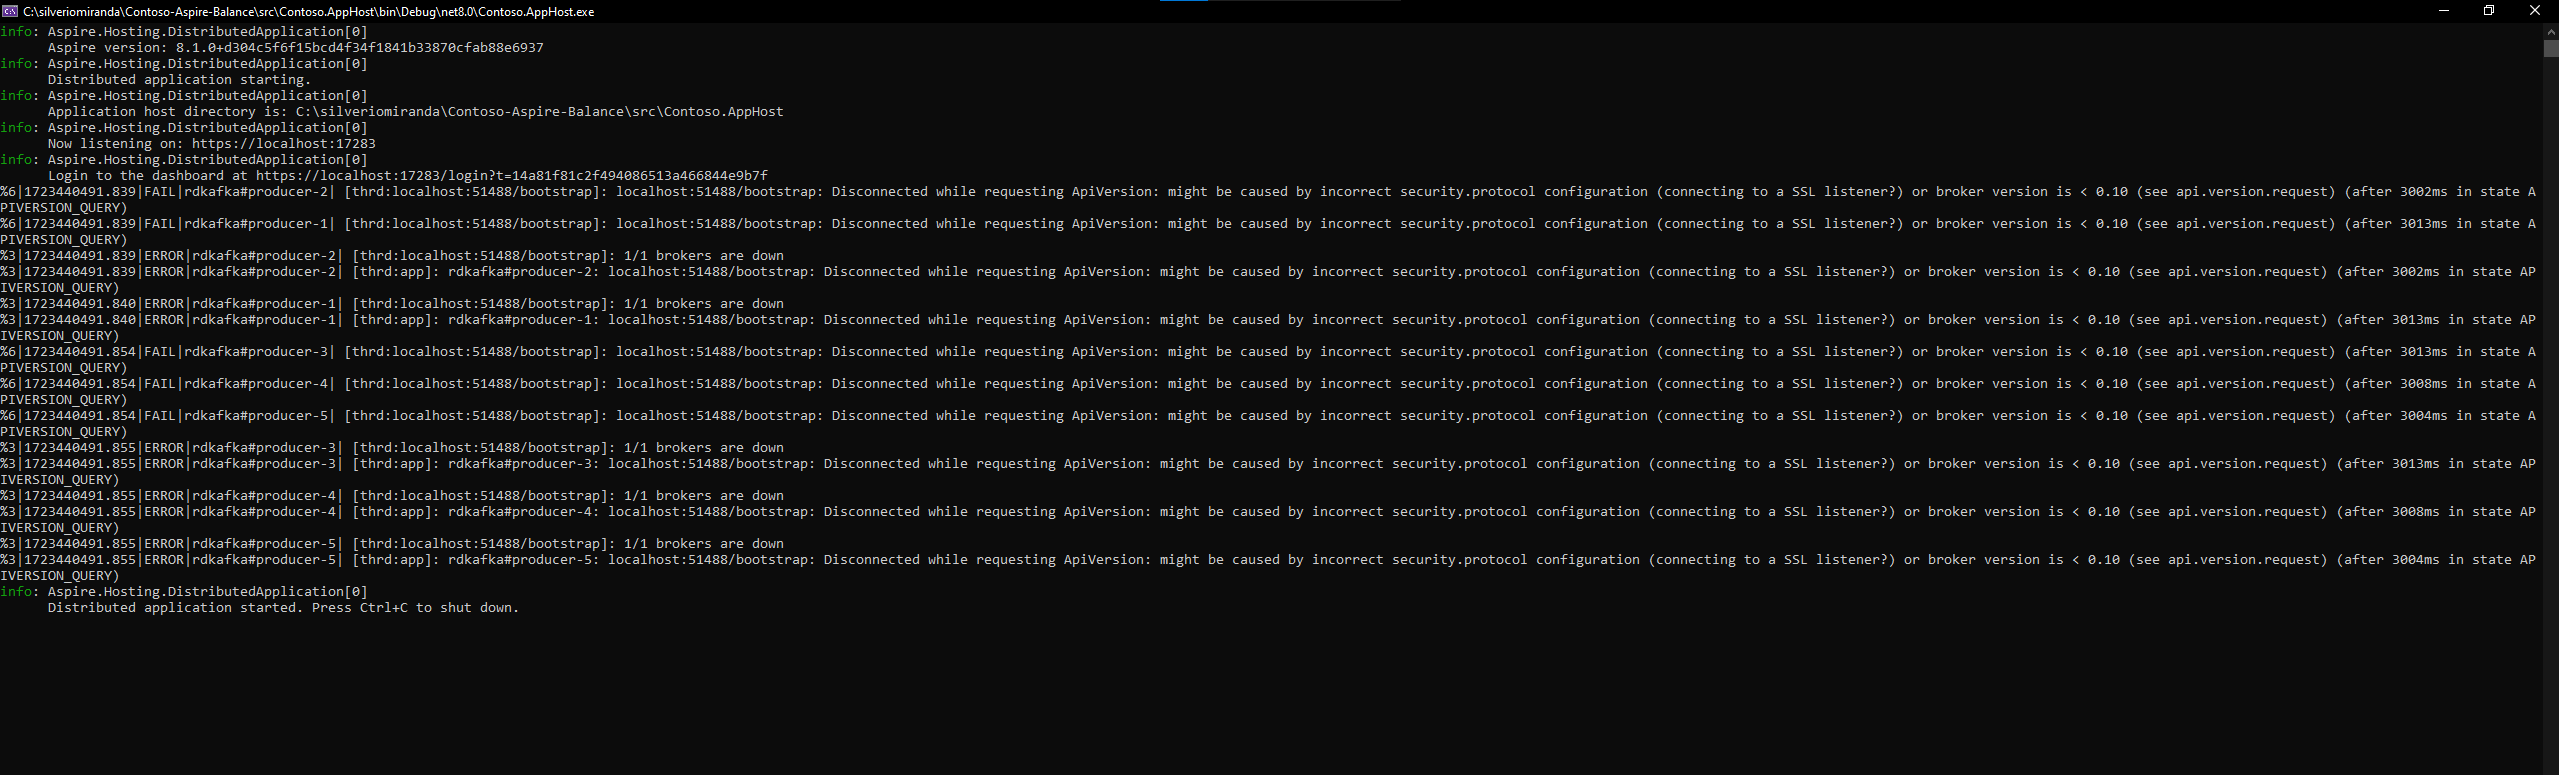 C:\silveriomiranda\Contoso-Aspire-Balance\src\Contoso.AppHost\bin\Debug\net8.0\Contoso.AppHost.exe
info: Aspire.Hosting.DistributedApplication[0]
      Aspire version: 8.1.0+d304c5f6f15bcd4f34f1841b33870cfab88e6937
info: Aspire.Hosting.DistributedApplication[0]
      Distributed application starting.
info: Aspire.Hosting.DistributedApplication[0]
      Application host directory is: C:\silveriomiranda\Contoso-Aspire-Balance\src\Contoso.AppHost
info: Aspire.Hosting.DistributedApplication[0]
      Now listening on: https://localhost:17283
info: Aspire.Hosting.DistributedApplication[0]
      Login to the dashboard at https://localhost:17283/login?t=14a81f81c2f494086513a466844e9b7f
%6|1723440491.839|FAIL|rdkafka#producer-2| [thrd:localhost:51488/bootstrap]: localhost:51488/bootstrap: Disconnected while requesting ApiVersion: might be caused by incorrect security.protocol configuration (connecting to a SSL listener?) or broker version is < 0.10 (see api.version.request) (after 3002ms in state A
PIVERSION_QUERY)
%6|1723440491.839|FAIL|rdkafka#producer-1| [thrd:localhost:51488/bootstrap]: localhost:51488/bootstrap: Disconnected while requesting ApiVersion: might be caused by incorrect security.protocol configuration (connecting to a SSL listener?) or broker version is < 0.10 (see api.version.request) (after 3013ms in state A
PIVERSION_QUERY)
%3|1723440491.839|ERROR|rdkafka#producer-2| [thrd:localhost:51488/bootstrap]: 1/1 brokers are down
%3|1723440491.839|ERROR|rdkafka#producer-2| [thrd:app]: rdkafka#producer-2: localhost:51488/bootstrap: Disconnected while requesting ApiVersion: might be caused by incorrect security.protocol configuration (connecting to a SSL listener?) or broker version is < 0.10 (see api.version.request) (after 3002ms in state AP
IVERSION_QUERY)
%3|1723440491.840|ERROR|rdkafka#producer-1| [thrd:localhost:51488/bootstrap]: 1/1 brokers are down
%3|1723440491.840|ERROR|rdkafka#producer-1| [thrd:app]: rdkafka#producer-1: localhost:51488/bootstrap: Disconnected while requesting ApiVersion: might be caused by incorrect security.protocol configuration (connecting to a SSL listener?) or broker version is < 0.10 (see api.version.request) (after 3013ms in state AP
IVERSION_QUERY)
%6|1723440491.854|FAIL|rdkafka#producer-3| [thrd:localhost:51488/bootstrap]: localhost:51488/bootstrap: Disconnected while requesting ApiVersion: might be caused by incorrect security.protocol configuration (connecting to a SSL listener?) or broker version is < 0.10 (see api.version.request) (after 3013ms in state A
PIVERSION_QUERY)
%6|1723440491.854|FAIL|rdkafka#producer-4| [thrd:localhost:51488/bootstrap]: localhost:51488/bootstrap: Disconnected while requesting ApiVersion: might be caused by incorrect security.protocol configuration (connecting to a SSL listener?) or broker version is < 0.10 (see api.version.request) (after 3008ms in state A
PIVERSION_QUERY)
%6|1723440491.854|FAIL|rdkafka#producer-5| [thrd:localhost:51488/bootstrap]: localhost:51488/bootstrap: Disconnected while requesting ApiVersion: might be caused by incorrect security.protocol configuration (connecting to a SSL listener?) or broker version is < 0.10 (see api.version.request) (after 3004ms in state A
PIVERSION_QUERY)
%3|1723440491.855|ERROR|rdkafka#producer-3| [thrd:localhost:51488/bootstrap]: 1/1 brokers are down
%3|1723440491.855|ERROR|rdkafka#producer-3| [thrd:app]: rdkafka#producer-3: localhost:51488/bootstrap: Disconnected while requesting ApiVersion: might be caused by incorrect security.protocol configuration (connecting to a SSL listener?) or broker version is < 0.10 (see api.version.request) (after 3013ms in state AP
IVERSION_QUERY)
%3|1723440491.855|ERROR|rdkafka#producer-4| [thrd:localhost:51488/bootstrap]: 1/1 brokers are down
%3|1723440491.855|ERROR|rdkafka#producer-4| [thrd:app]: rdkafka#producer-4: localhost:51488/bootstrap: Disconnected while requesting ApiVersion: might be caused by incorrect security.protocol configuration (connecting to a SSL listener?) or broker version is < 0.10 (see api.version.request) (after 3008ms in state AP
IVERSION_QUERY)
%3|1723440491.855|ERROR|rdkafka#producer-5| [thrd:localhost:51488/bootstrap]: 1/1 brokers are down
%3|1723440491.855|ERROR|rdkafka#producer-5| [thrd:app]: rdkafka#producer-5: localhost:51488/bootstrap: Disconnected while requesting ApiVersion: might be caused by incorrect security.protocol configuration (connecting to a SSL listener?) or broker version is < 0.10 (see api.version.request) (after 3004ms in state AP
IVERSION_QUERY)
info: Aspire.Hosting.DistributedApplication[0]
      Distributed application started. Press Ctrl+C to shut down.